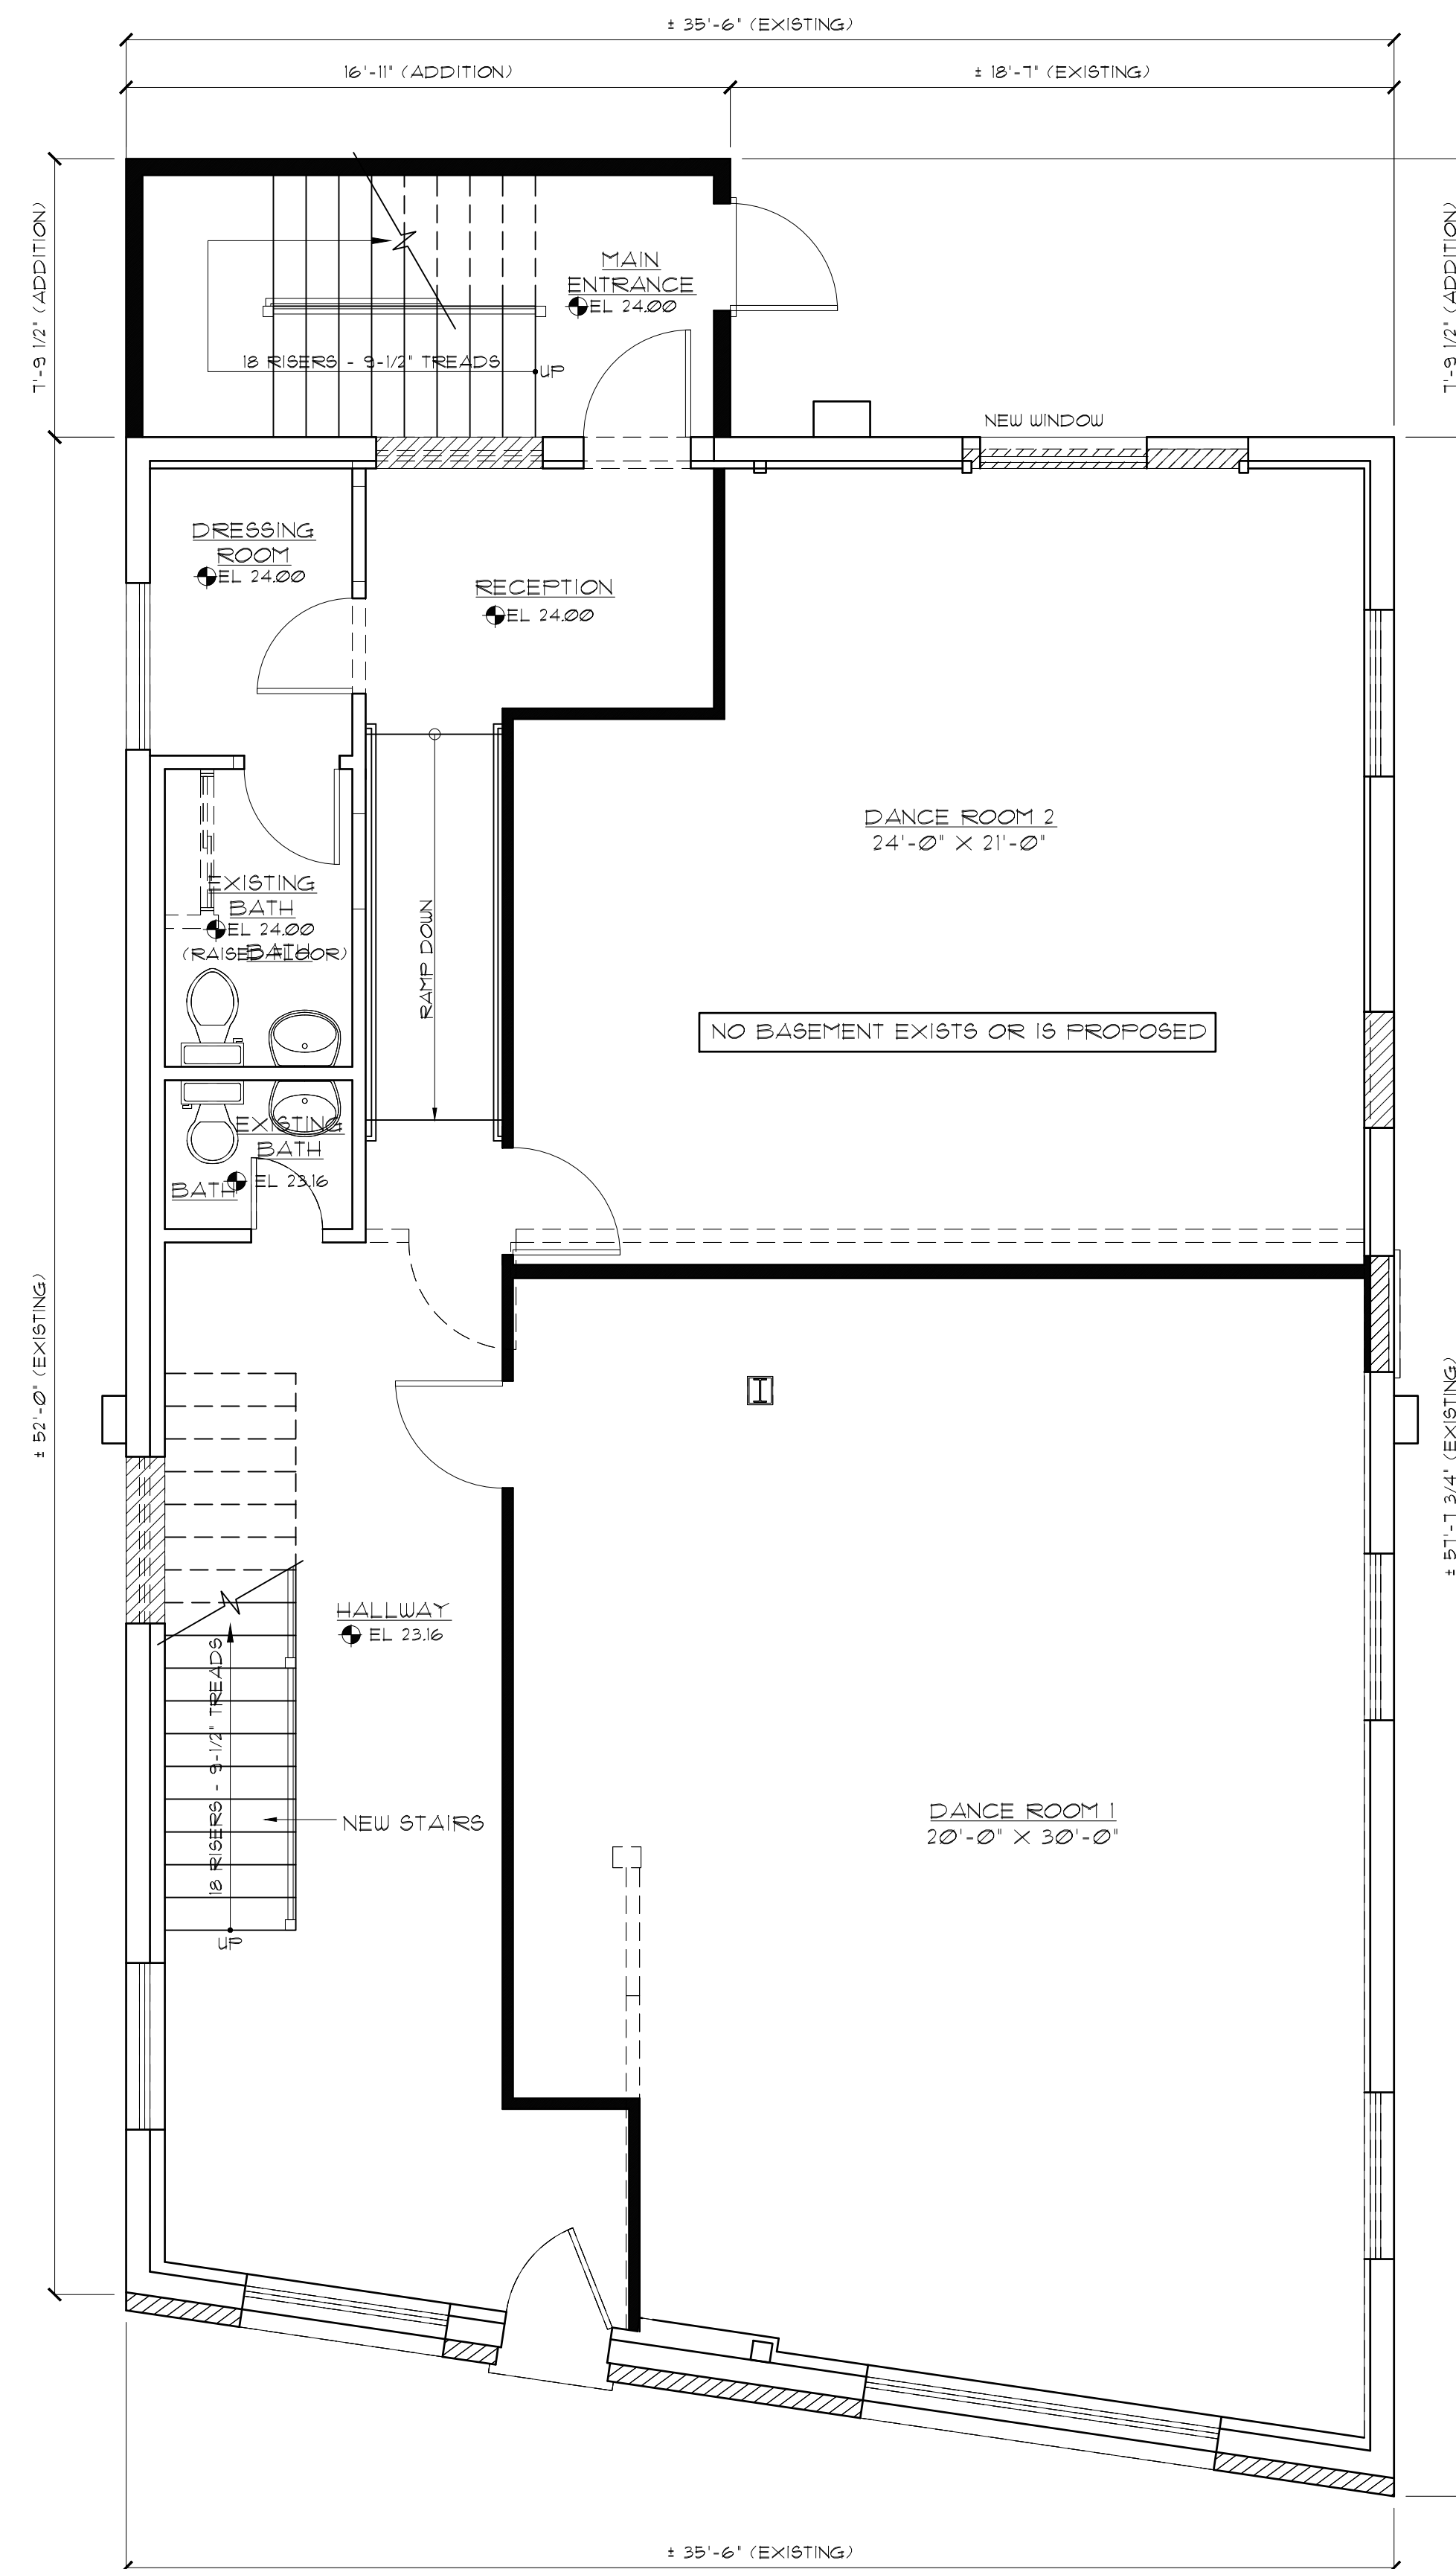 ± 35'-6" (EXISTING)
16'-11" (ADDITION)
± 18'-7" (EXISTING)
7'-9 1/2" (ADDITION)
7'-9 1/2" (ADDITION)
MAIN
ENTRANCE
EL 24.00
18 RISERS - 9-1/2" TREADS
UP
NEW WINDOW
DRESSING
ROOM
EL 24.00
RECEPTION
EL 24.00
DANCE ROOM 2
24'-0" X 21'-0"
EXISTING
BATH
EL 24.00
(RAISED FLOOR)
BATH
RAMP DOWN
NO BASEMENT EXISTS OR IS PROPOSED
EXISTING
BATH
EL 23.16
BATH
± 52'-0" (EXISTING)
± 57'-7 3/4" (EXISTING)
HALLWAY
EL 23.16
18 RISERS - 9-1/2" TREADS
NEW STAIRS
UP
DANCE ROOM 1
20'-0" X 30'-0"
± 35'-6" (EXISTING)